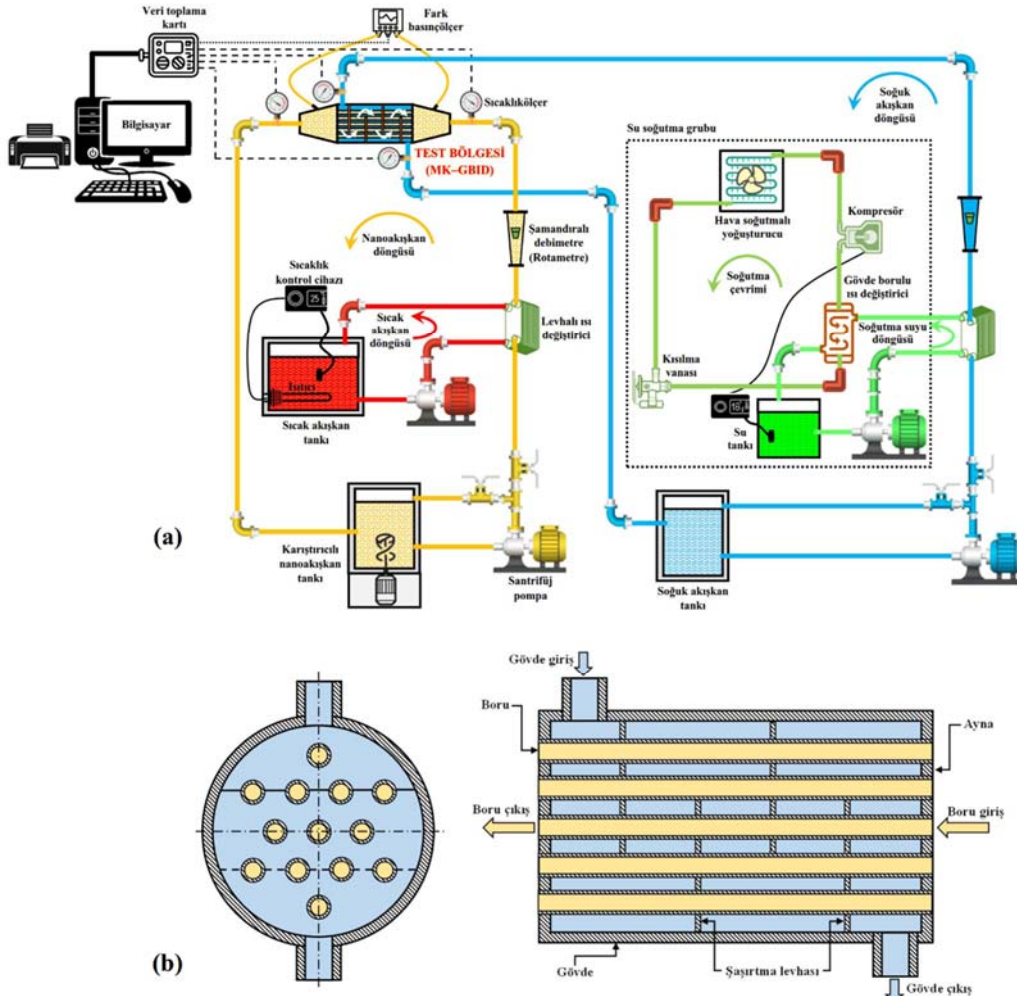 Veri toplama
kartı
Fark
basınçölçer
Bilgisayar
Sıcaklıkölçer
TEST BÖLGESİ
(MK–GBID)
Soğuk
akışkan
döngüsü
Su soğutma grubu
Hava soğutmalı
yoğuşturucu
Kompresör
Nanoakışkan
döngüsü
Şamandıralı
debimetre
(Rotametre)
Soğutma
çevrimi
Gövde borulu
ısı değiştirici
Sıcaklık
kontrol cihazı
25
Sıcak
akışkan
döngüsü
Levhalı ısı
değiştirici
Soğutma suyu
döngüsü
Kısılma
vanası
Isıtıcı
Sıcak akışkan
tankı
18
Su
tankı
(a)
Karıştırıcılı
nanoakışkan
tankı
Santrifüj
pompa
Soğuk akışkan
tankı
Gövde giriş
Boru
Ayna
Boru çıkış
Boru giriş
(b)
Gövde
Şaşırtma levhası
Gövde çıkış